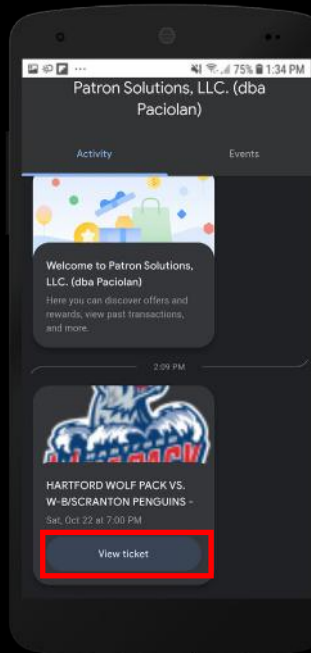 75% 1:34 PM
Patron Solutions, LLC. (dba
Paciolan)
Activity Events
Welcome to Patron Solutions,
LLC. (dba Paciolan)
Here you can discover offers and
rewards, view past transactions,
and more.
2:09 PM
HARTFORD WOLF PACK VS.
W-B/SCRANTON PENGUINS -
Sat, Oct 22 at 7:00 PM
View ticket